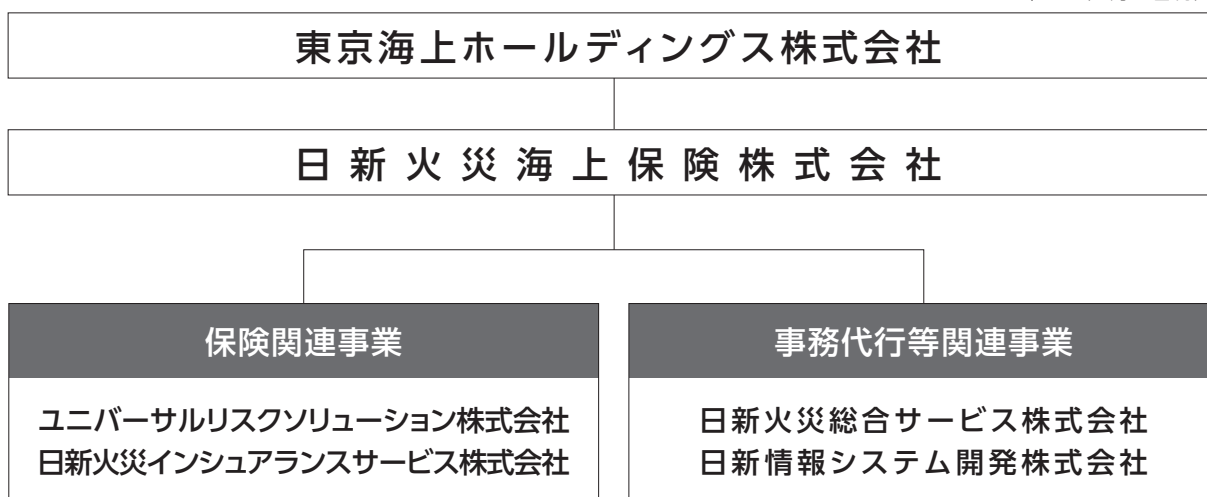 東京海上ホールディングス株式会社
日新火災海上保険株式会社
保険関連事業
事務代行等関連事業
ユニバーサルリスクソリューション株式会社
日新火災インシュアランスサービス株式会社
日新火災総合サービス株式会社
日新情報システム開発株式会社